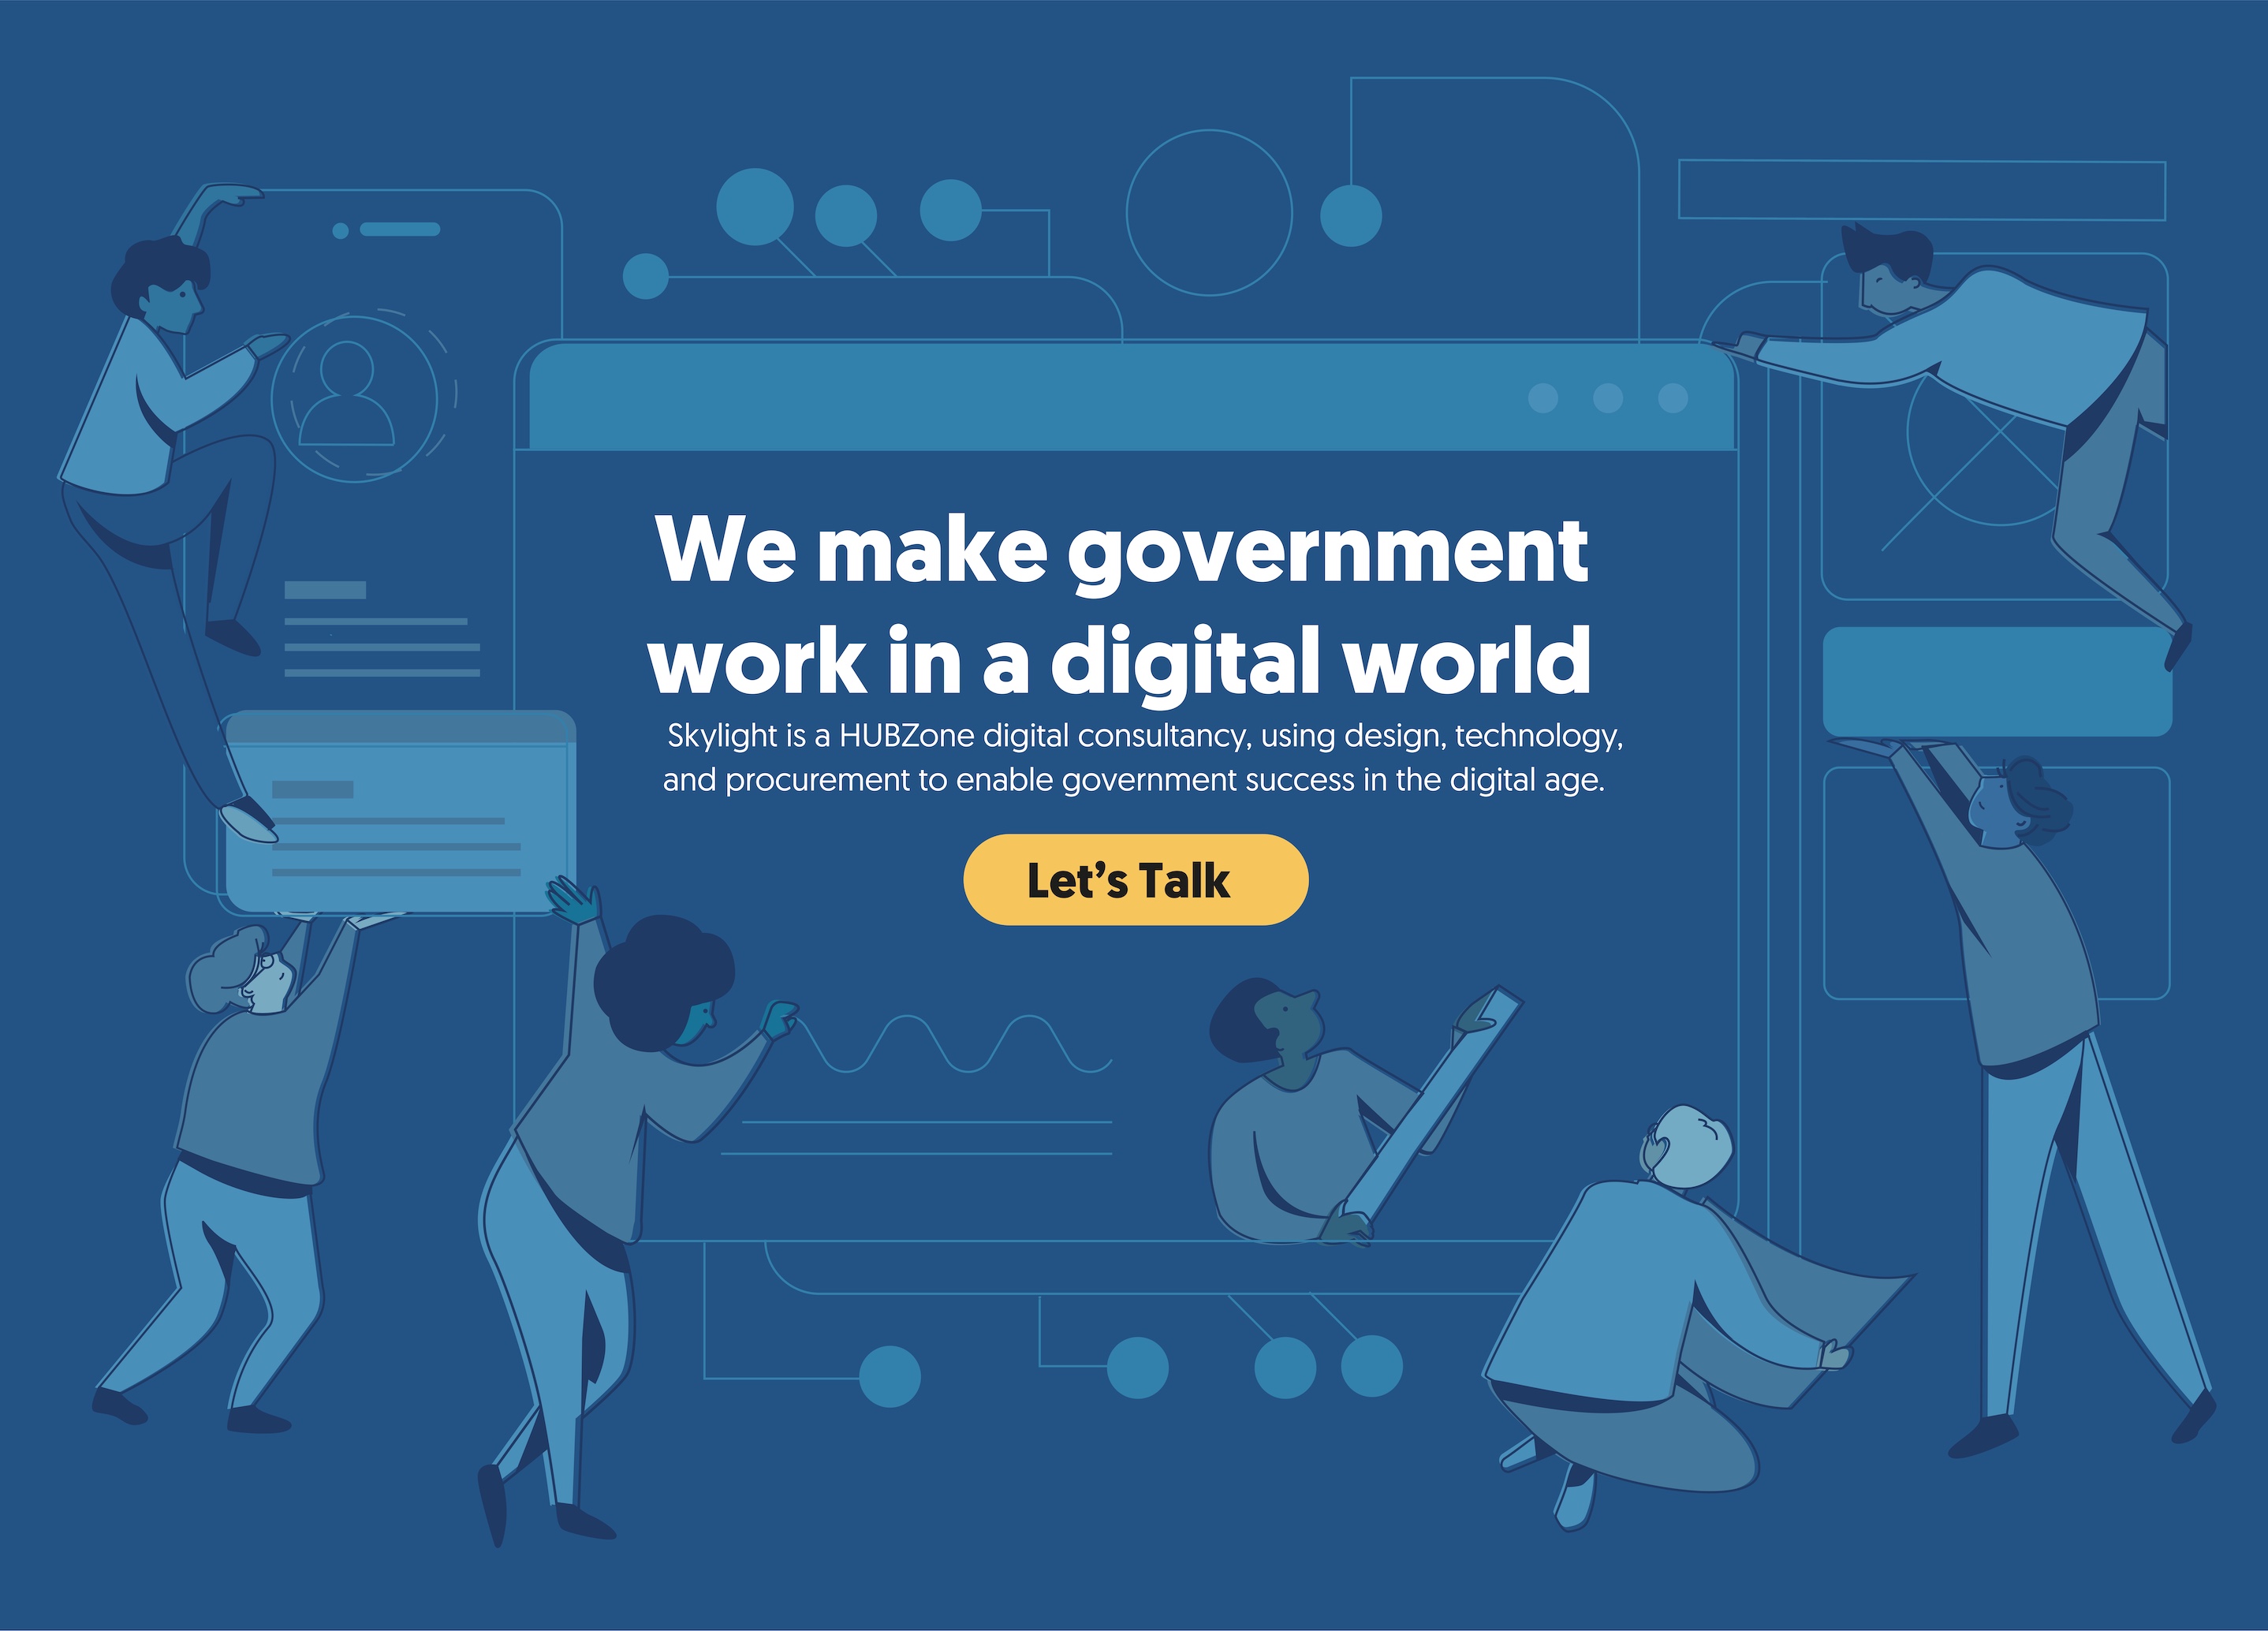 We make government
work in a digital world
Skylight is a HUBZone digital consultancy, using design, technology,
and procurement to enable government success in the digital age.
Let’s Talk